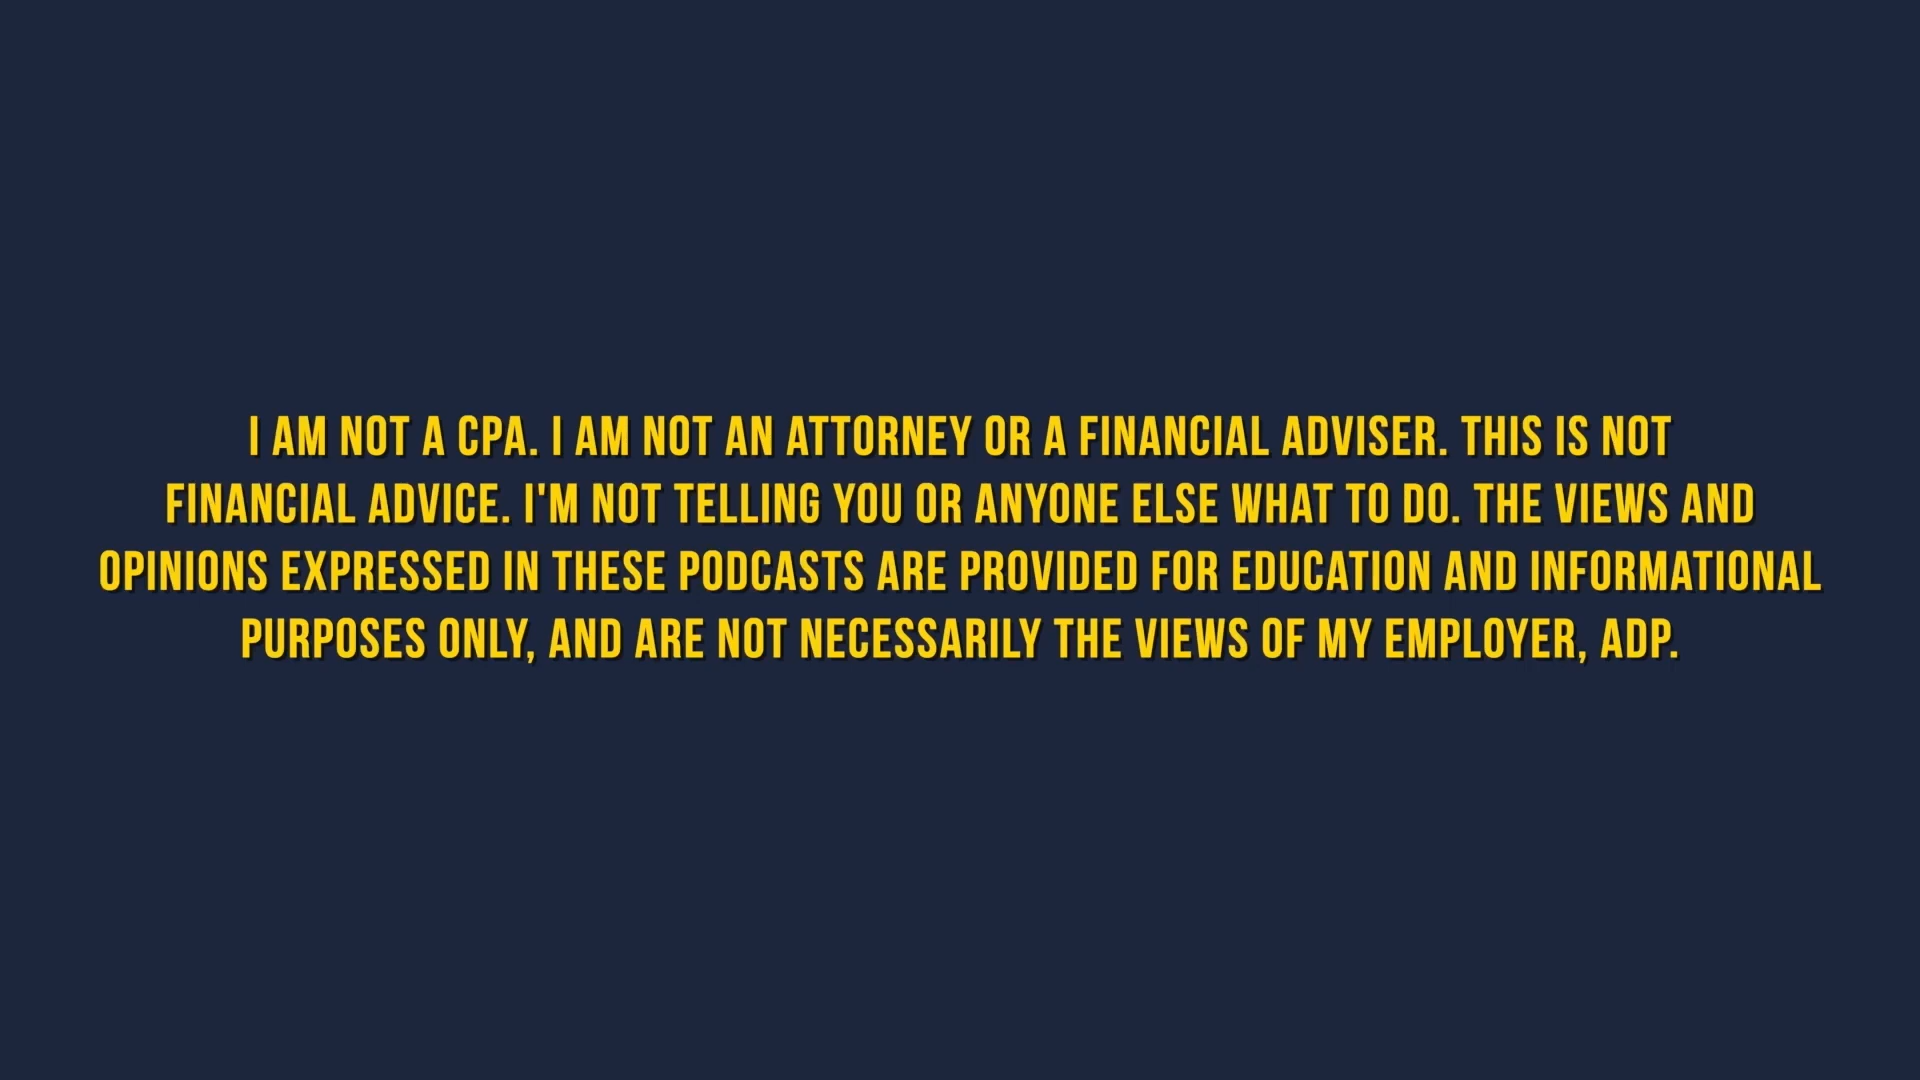 I AM NOT A CPA. I AM NOT AN ATTORNEY OR A FINANCIAL ADVISER. THIS IS NOT
FINANCIAL ADVICE. I'M NOT TELLING YOU OR ANYONE ELSE WHAT TO DO. THE VIEWS AND
OPINIONS EXPRESSED IN THESE PODCASTS ARE PROVIDED FOR EDUCATION AND INFORMATIONAL
PURPOSES ONLY, AND ARE NOT NECESSARILY THE VIEWS OF MY EMPLOYER, ADP.